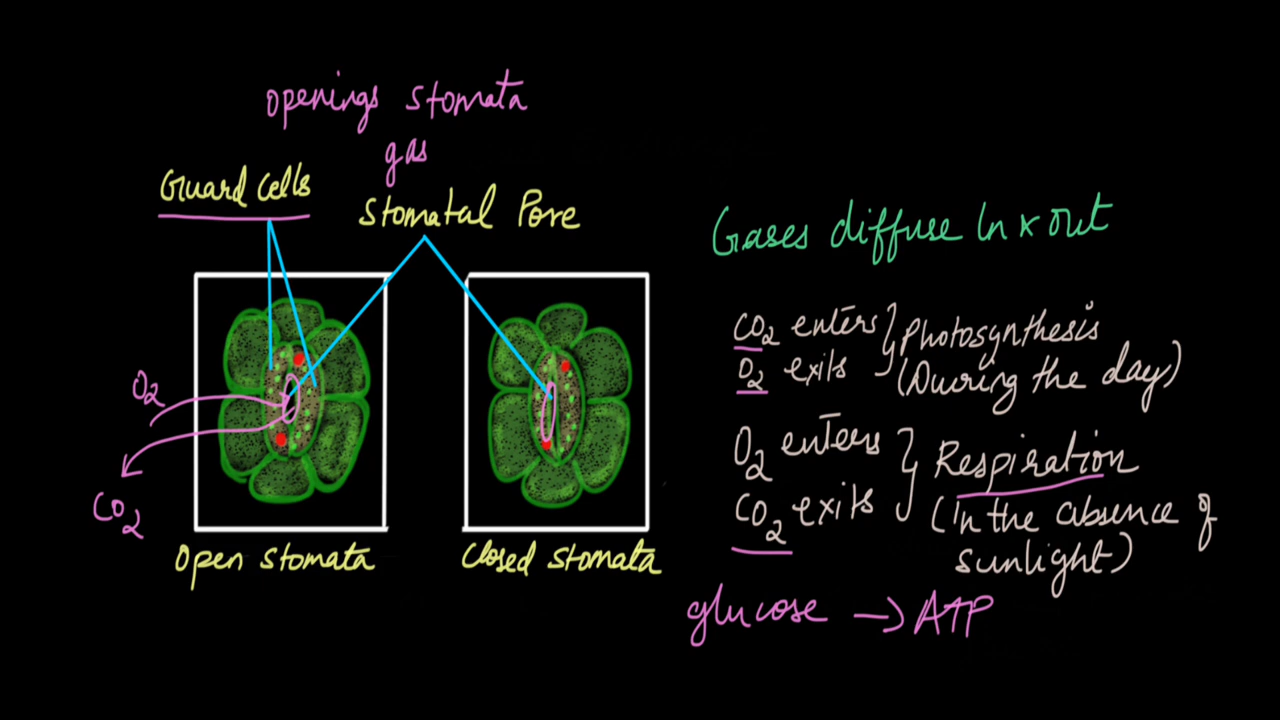 Openings Stomata
gas
Guard Cells
Stomatal Pore
O2
CO2
Open Stomata
Closed Stomata
Gases diffuse In & out
CO2 enters
O2 exits
Photosynthesis
(During the day)
O2 enters
CO2 exits
Respiration
(In the absence of
sunlight)
glucose → ATP